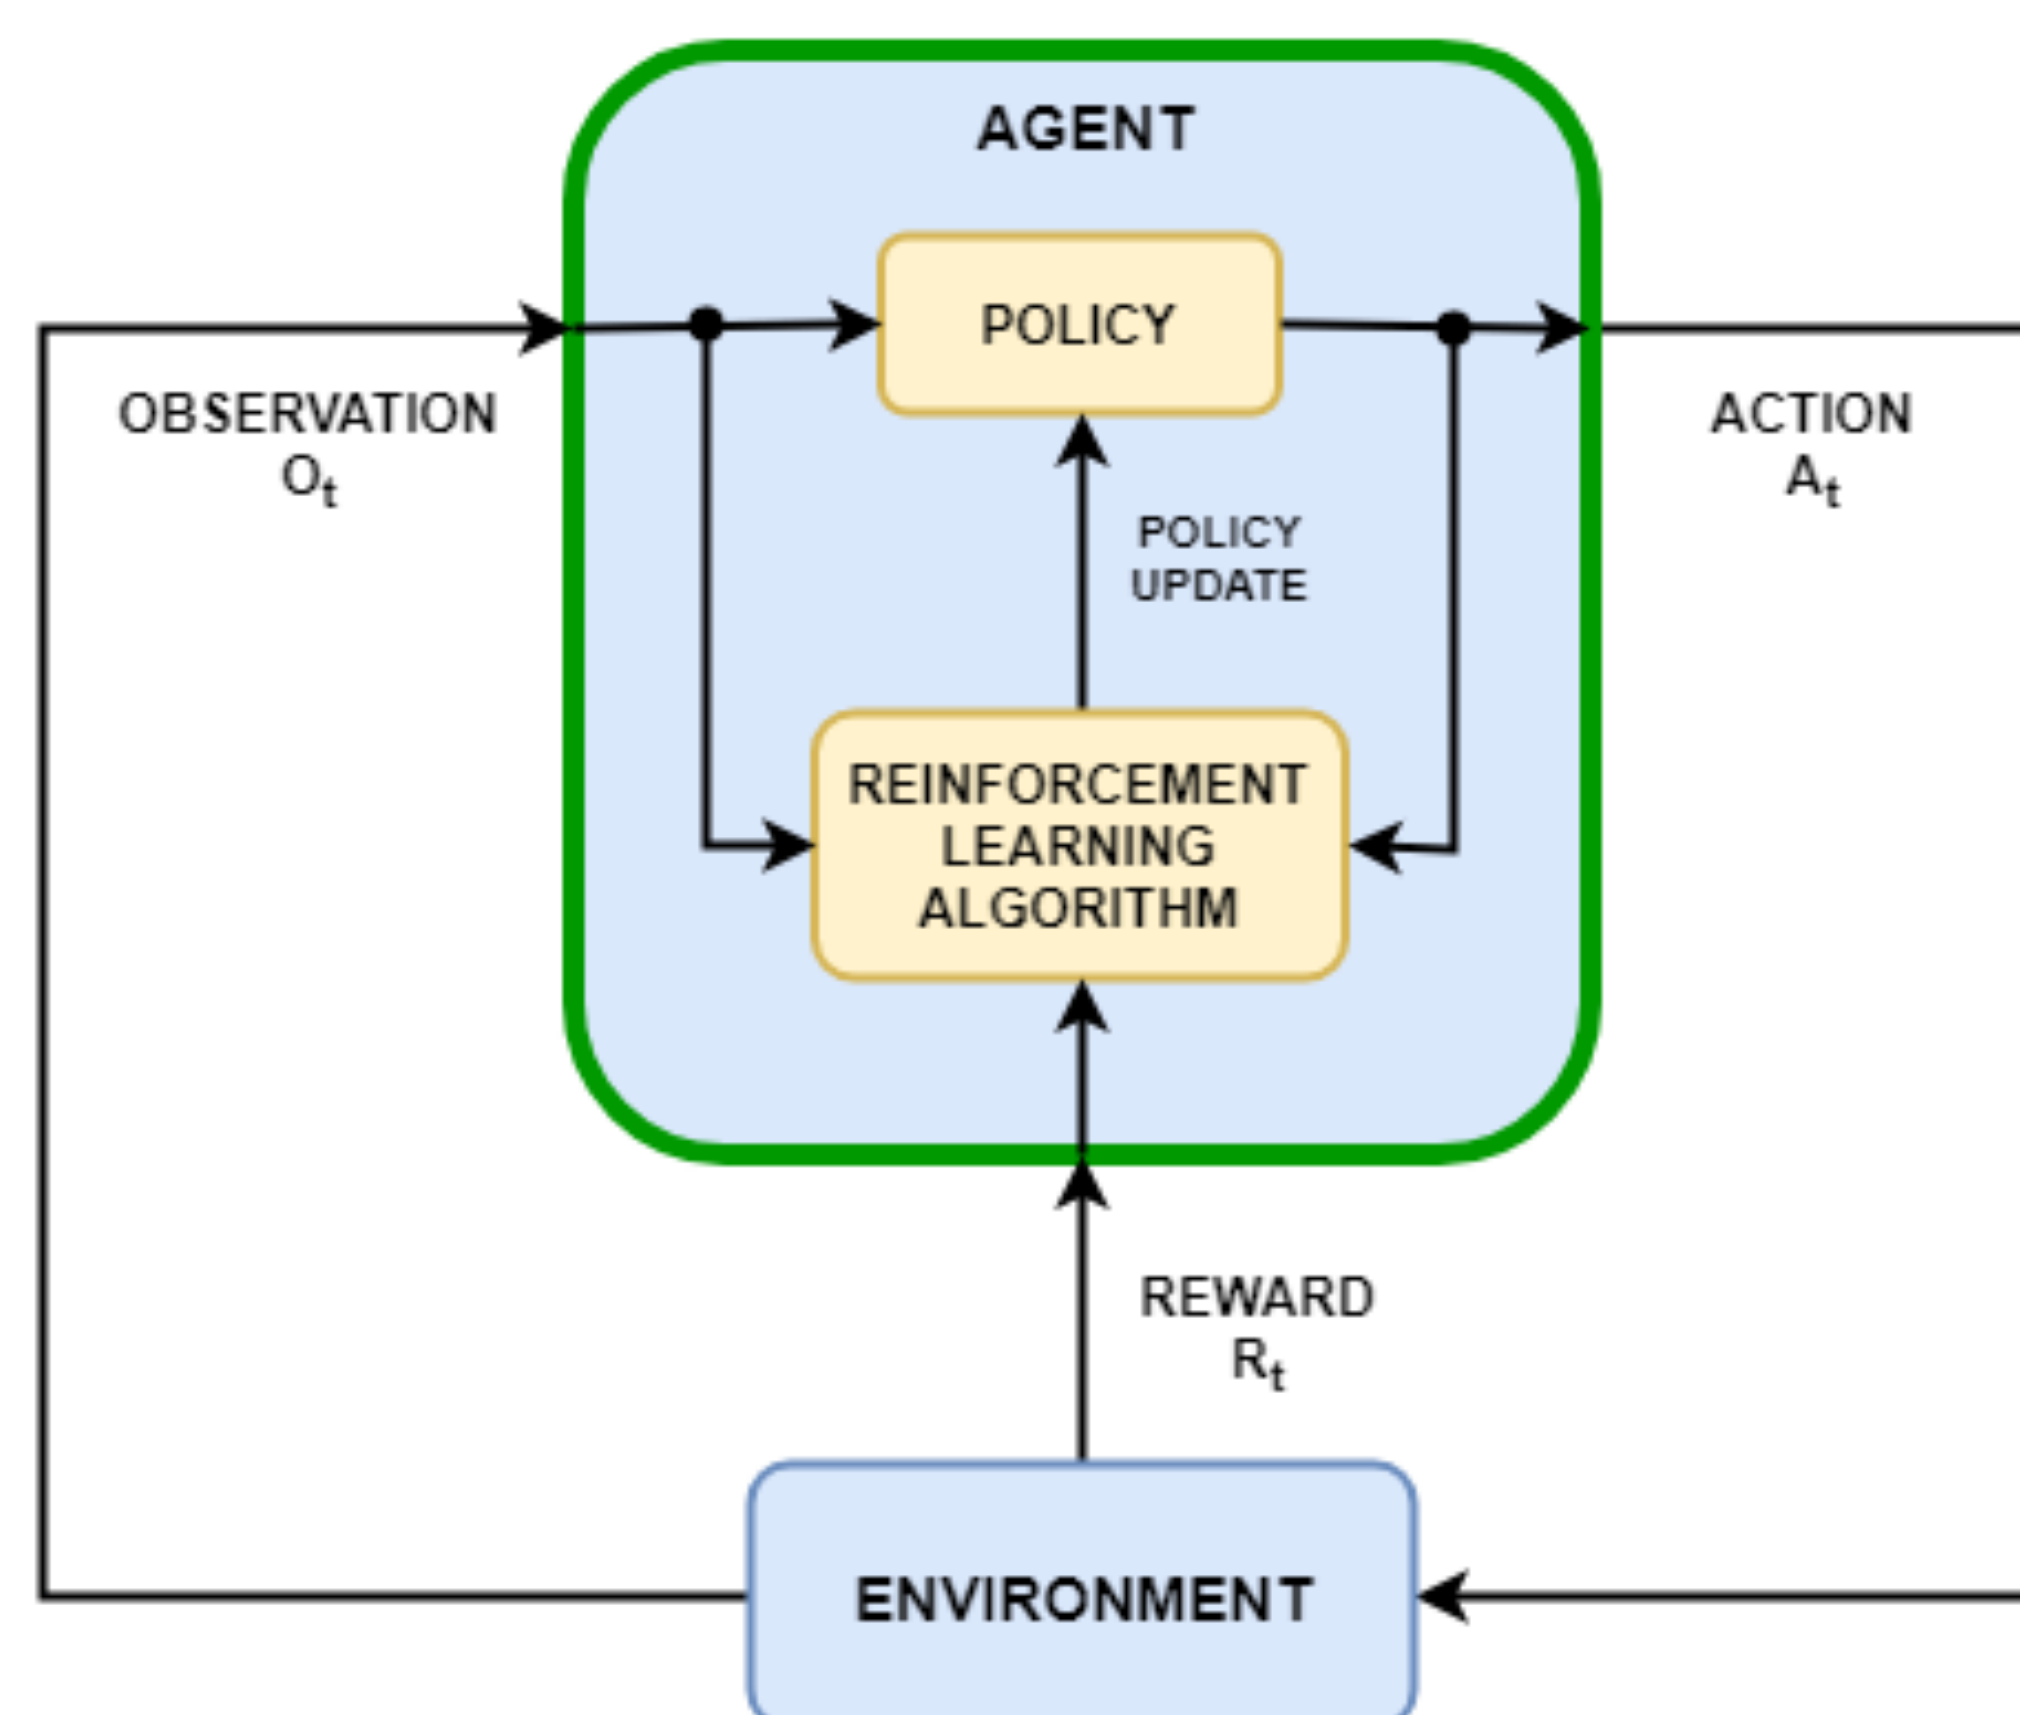 AGENT
POLICY
OBSERVATION
Ot
ACTION
At
POLICY
UPDATE
REINFORCEMENT
LEARNING
ALGORITHM
REWARD
Rt
ENVIRONMENT